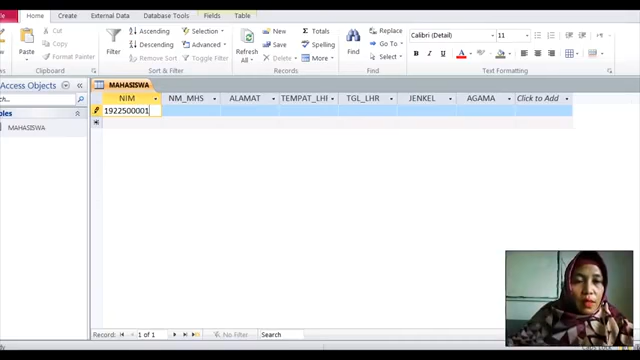 Home Create External Data Database Tools Fields Table
Cut
Copy
Format Painter
Clipboard
Filter
Ascending
Descending
Remove Sort
Selection
Advanced
Toggle Filter
Sort & Filter
Refresh
All
New
Save
Delete
Totals
Spelling
More
Records
Find
Replace
Go To
Select
Find
Calibri (Detail) 11
B I U
Text Formatting
Access Objects
Search...
MAHASISWA
MAHASISWA
NIM NM_MHS ALAMAT TEMPAT_LHI TGL_LHR JENKEL AGAMA Click to Add
1922500001
Record: 1 of 1 No Filter Search